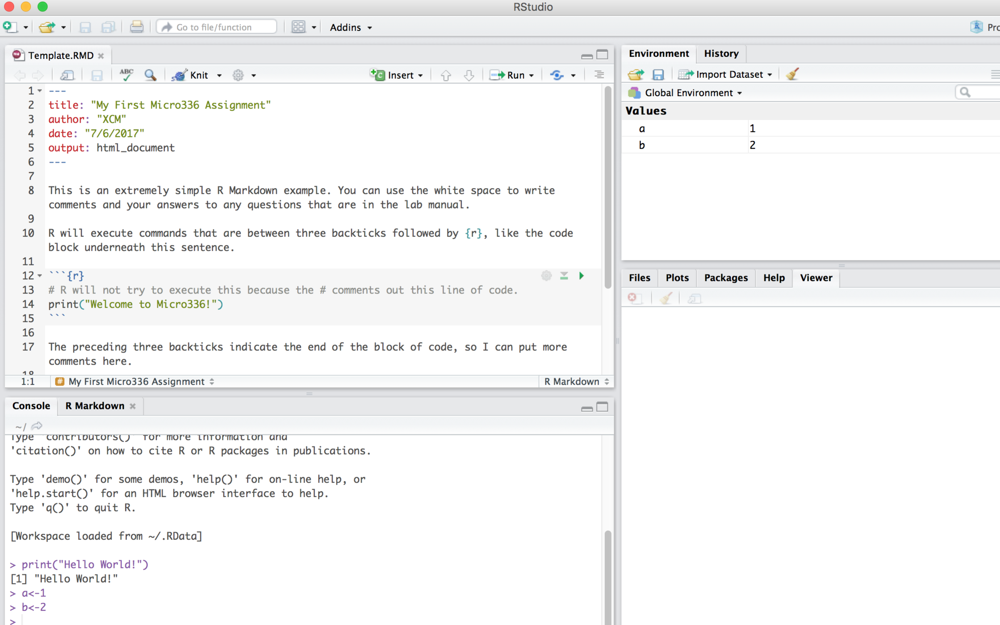 RStudio
Go to file/function
Addins
Template.RMD
ABC
Knit
Insert
Run
1 ---
2 title: "My First Micro336 Assignment"
3 author: "XCM"
4 date: "7/6/2017"
5 output: html_document
6 ---
7
8 This is an extremely simple R Markdown example. You can use the white space to write
comments and your answers to any questions that are in the lab manual.
9
10 R will execute commands that are between three backticks followed by {r}, like the code
block underneath this sentence.
11
12 ```{r}
13 # R will not try to execute this because the # comments out this line of code.
14 print("Welcome to Micro336!")
15 ```
16
17 The preceding three backticks indicate the end of the block of code, so I can put more
comments here.
18
1:1 # My First Micro336 Assignment R Markdown
Console R Markdown
~/
Type 'contributors()' for more information and
'citation()' on how to cite R or R packages in publications.
Type 'demo()' for some demos, 'help()' for on-line help, or
'help.start()' for an HTML browser interface to help.
Type 'q()' to quit R.
[Workspace loaded from ~/.RData]
> print("Hello World!")
[1] "Hello World!"
> a<-1
> b<-2
>
Environment History
Import Dataset
Global Environment
Values
a 1
b 2
Files Plots Packages Help Viewer